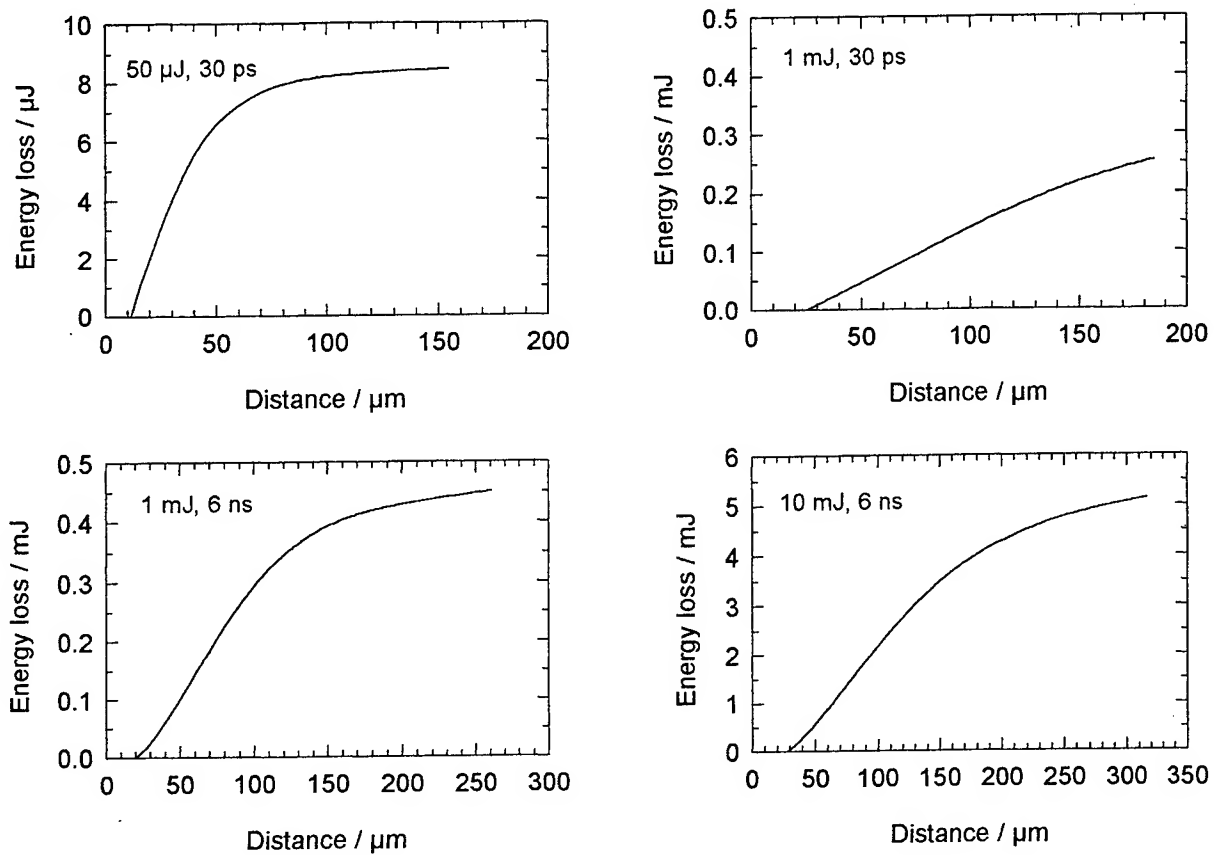 10
8
6
4
2
0
Energy loss / µJ
50 µJ, 30 ps
0 50 100 150 200
Distance / µm
0.5
0.4
0.3
0.2
0.1
0.0
Energy loss / mJ
1 mJ, 30 ps
0 50 100 150 200
Distance / µm
0.5
0.4
0.3
0.2
0.1
0.0
Energy loss / mJ
1 mJ, 6 ns
0 50 100 150 200 250 300
Distance / µm
6
5
4
3
2
1
0
Energy loss / mJ
10 mJ, 6 ns
0 50 100 150 200 250 300 350
Distance / µm